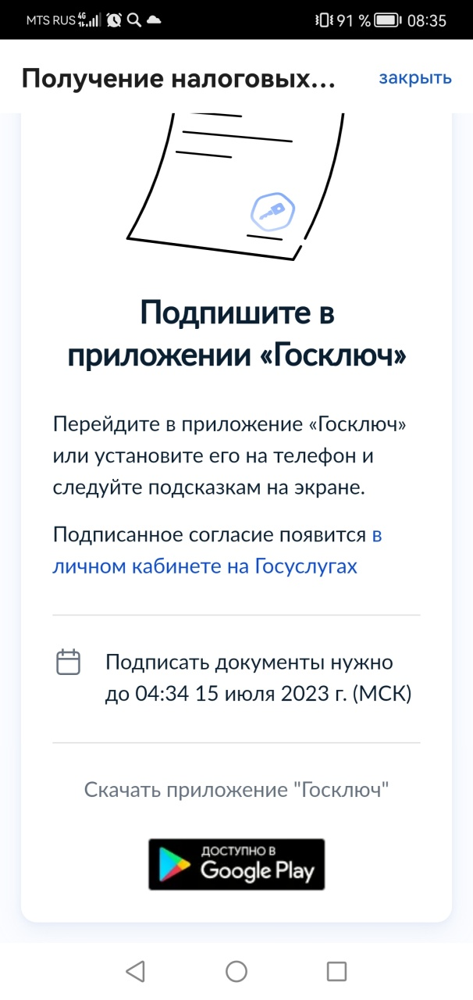 MTS RUS 4G 91 % 08:35
Получение налоговых... закрыть
Подпишите в
приложении «Госключ»
Перейдите в приложение «Госключ»
или установите его на телефон и
следуйте подсказкам на экране.
Подписанное согласие появится в
личном кабинете на Госуслугах
Подписать документы нужно
до 04:34 15 июля 2023 г. (МСК)
Скачать приложение "Госключ"
ДОСТУПНО В
Google Play